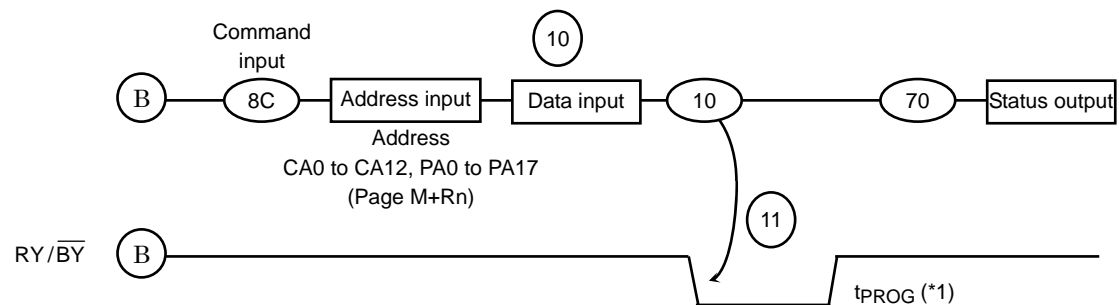 Command
input
10
B
8C
Address input
Data input
10
70
Status output
Address
CA0 to CA12, PA0 to PA17
(Page M+Rn)
11
RY/BY
B
tPROG (*1)